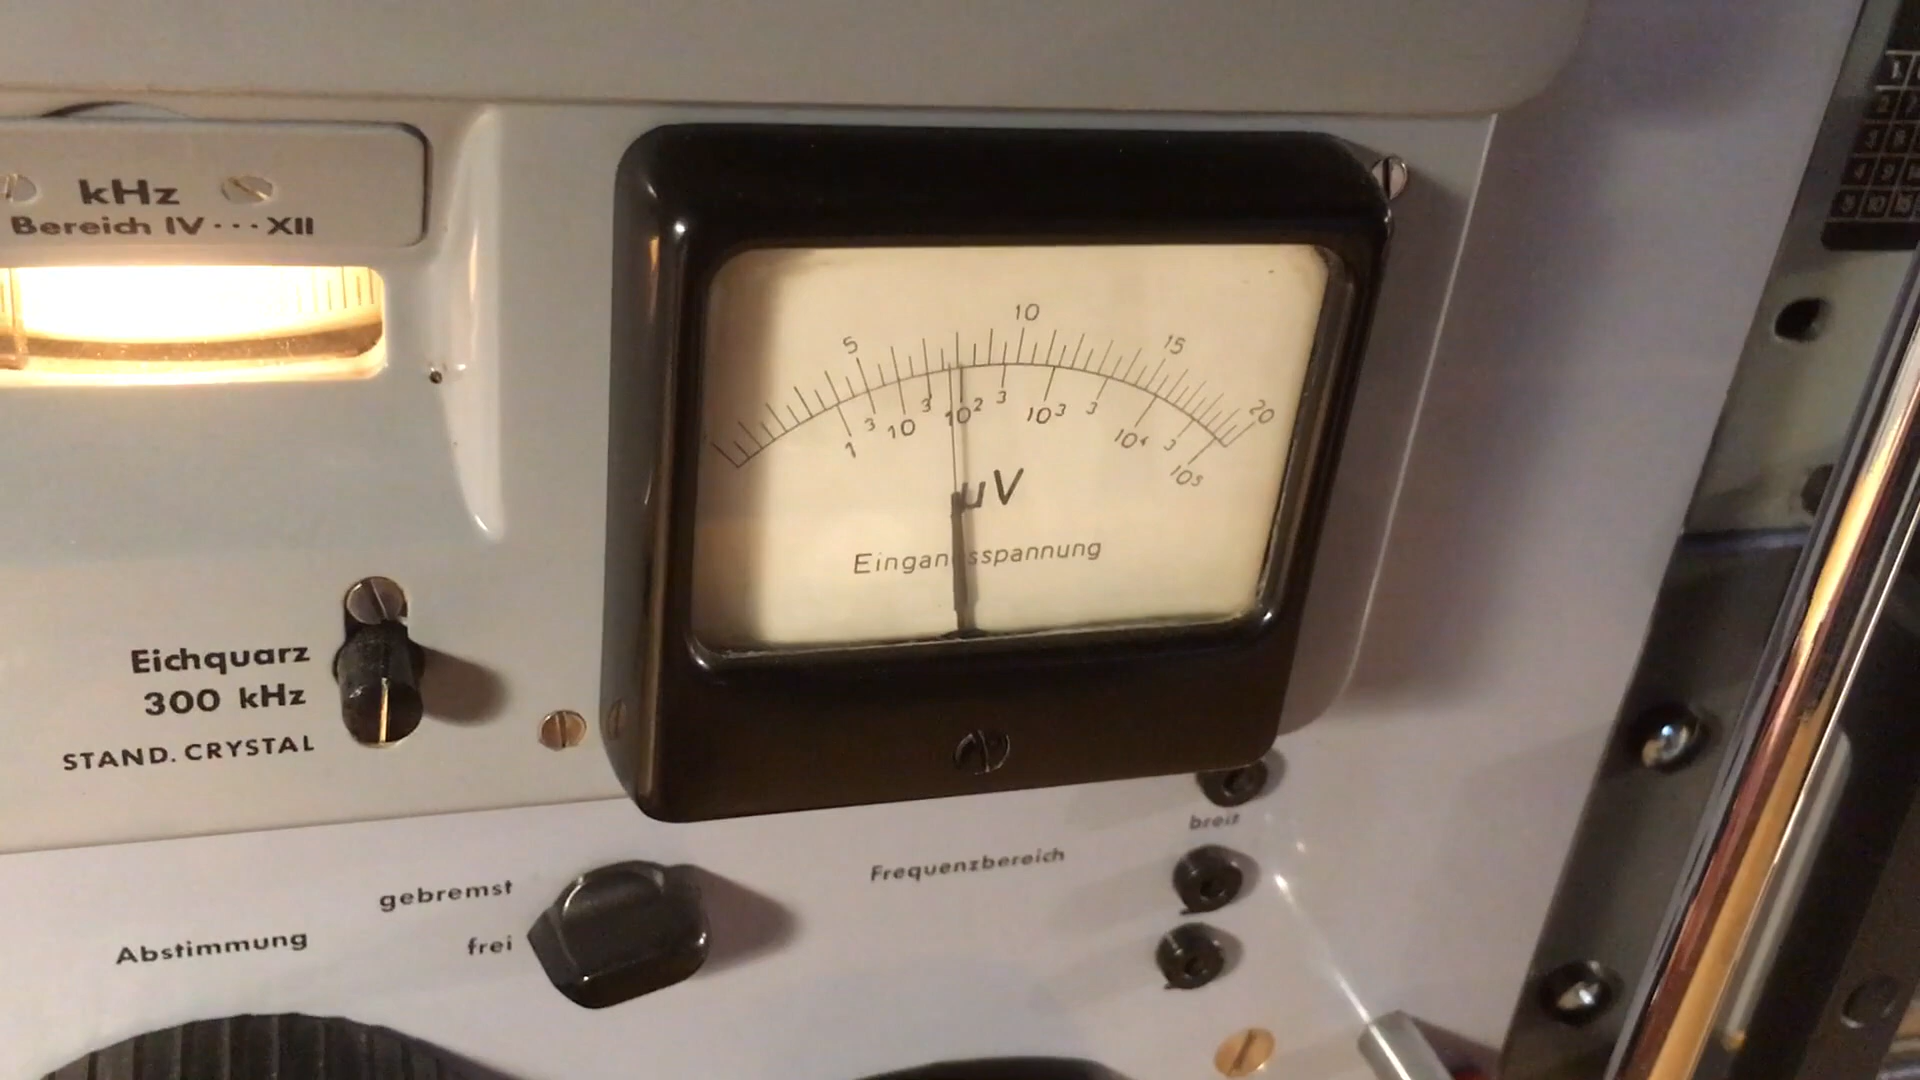 kHz
Bereich IV···XII
5
10
15
20
1
3
10
3
10²
3
10³
3
10⁴
3
10⁵
µV
Eingangsspannung
Eichquarz
300 kHz
STAND. CRYSTAL
breit
Frequenzbereich
gebremst
Abstimmung
frei